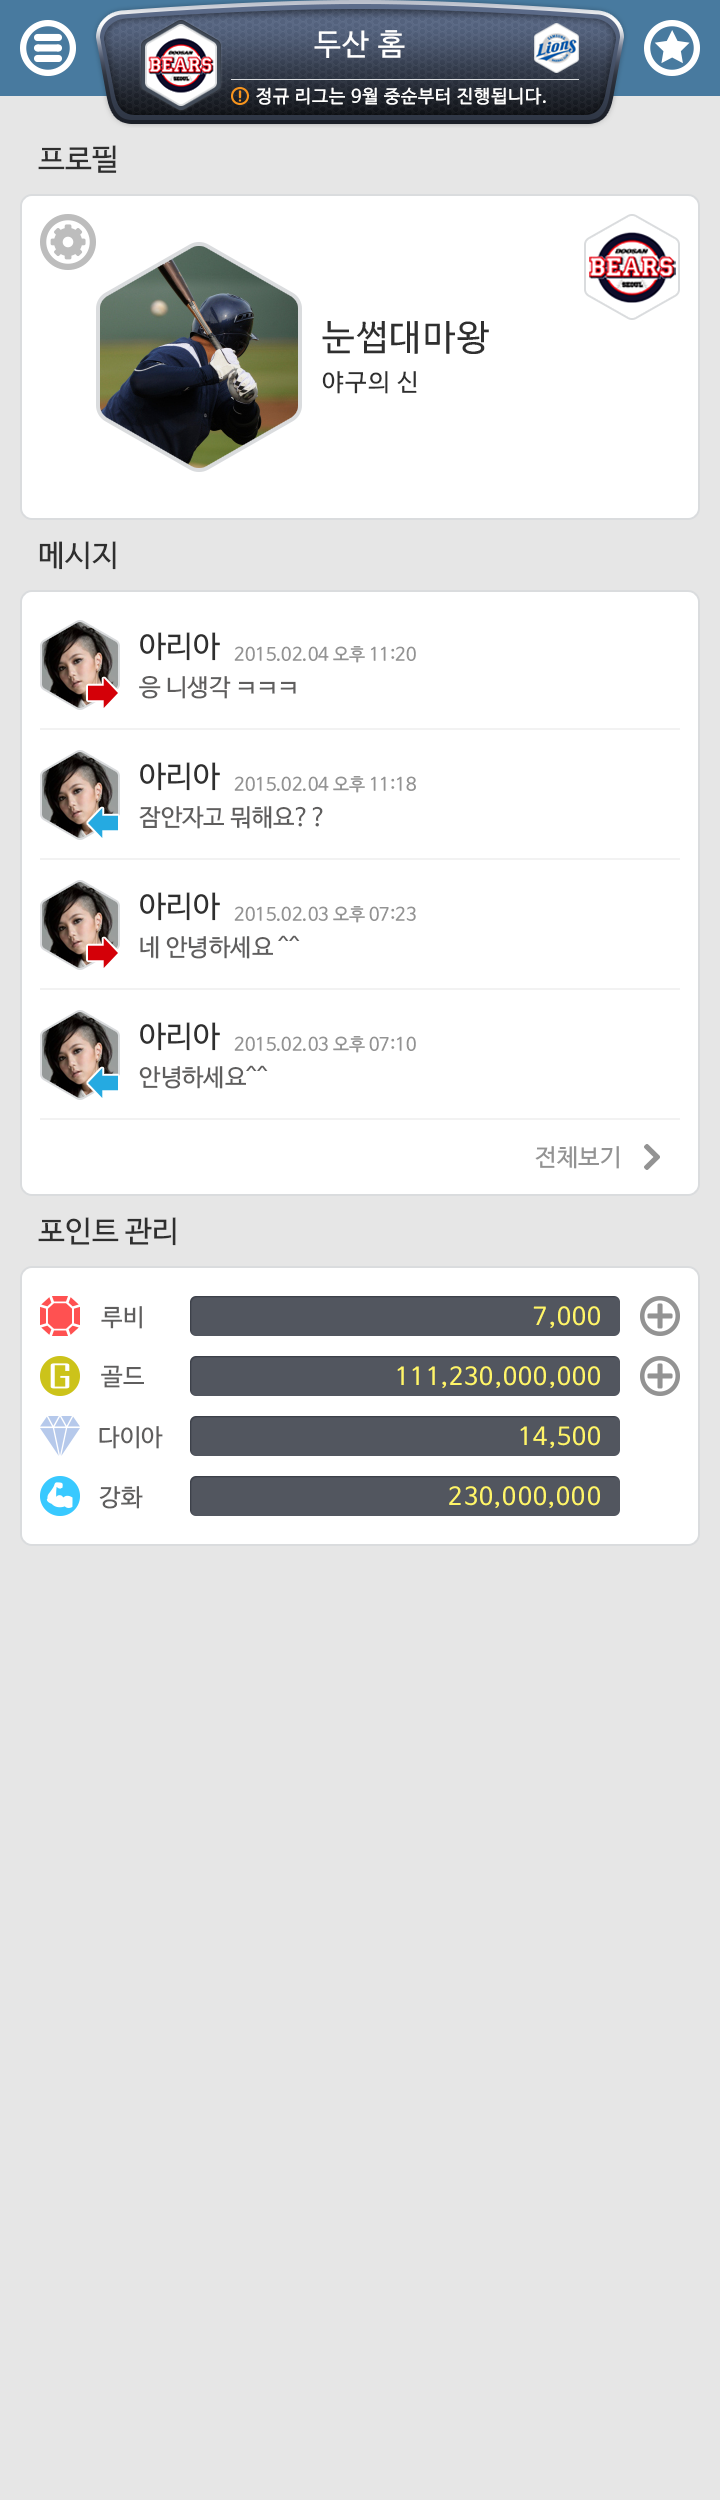 DOOSAN
BEARS
SEOUL
두산 홈
Lions
정규 리그는 9월 중순부터 진행됩니다.
프로필
DOOSAN
BEARS
SEOUL
눈썹대마왕
야구의 신
메시지
아리아 2015.02.04 오후 11:20
응 니생각 ㅋㅋㅋ
아리아 2015.02.04 오후 11:18
잠안자고 뭐해요? ?
아리아 2015.02.03 오후 07:23
네 안녕하세요 ^^
아리아 2015.02.03 오후 07:10
안녕하세요^^
전체보기
포인트 관리
루비 7,000
G 골드 111,230,000,000
다이아 14,500
강화 230,000,000